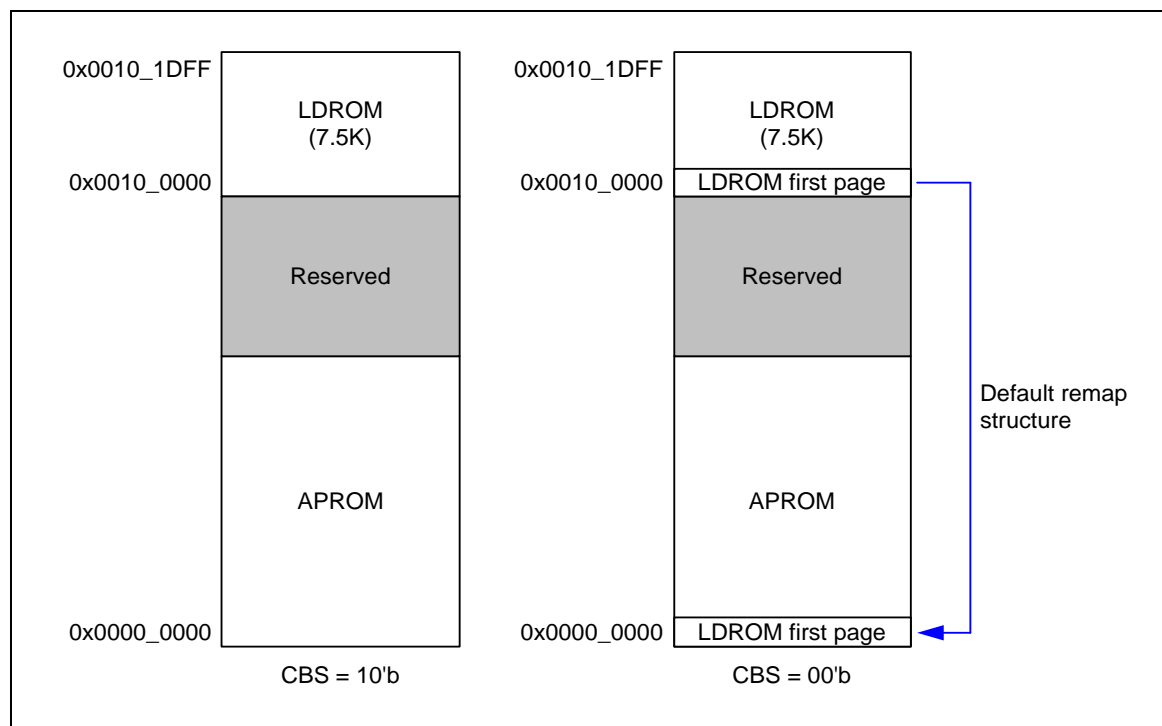 0x0010_1DFF
LDROM
(7.5K)
0x0010_0000
Reserved
APROM
0x0000_0000
CBS = 10'b
0x0010_1DFF
LDROM
(7.5K)
0x0010_0000
LDROM first page
Reserved
Default remap
structure
APROM
0x0000_0000
LDROM first page
CBS = 00'b